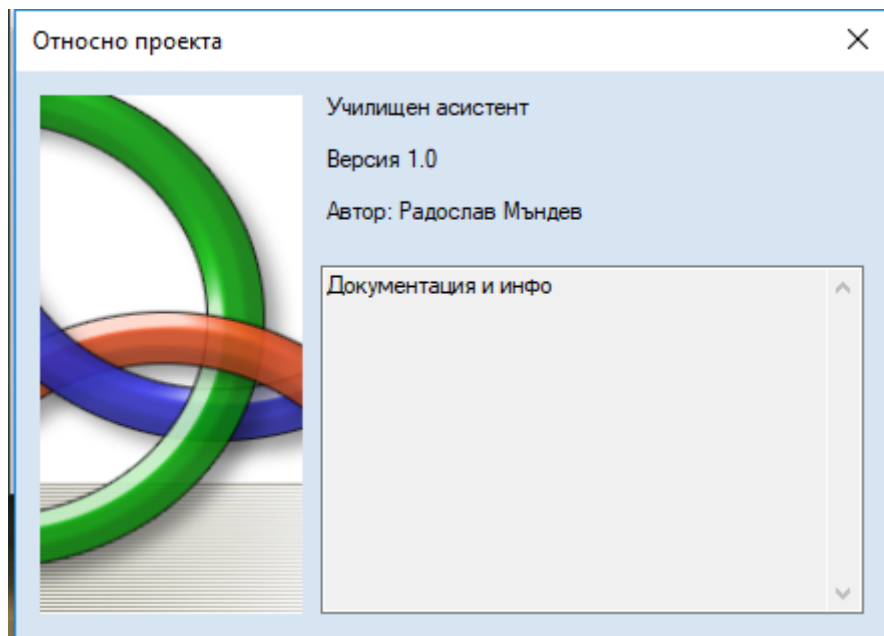 Относно проекта
Училищен асистент
Версия 1.0
Автор: Радослав Мъндев
Документация и инфо